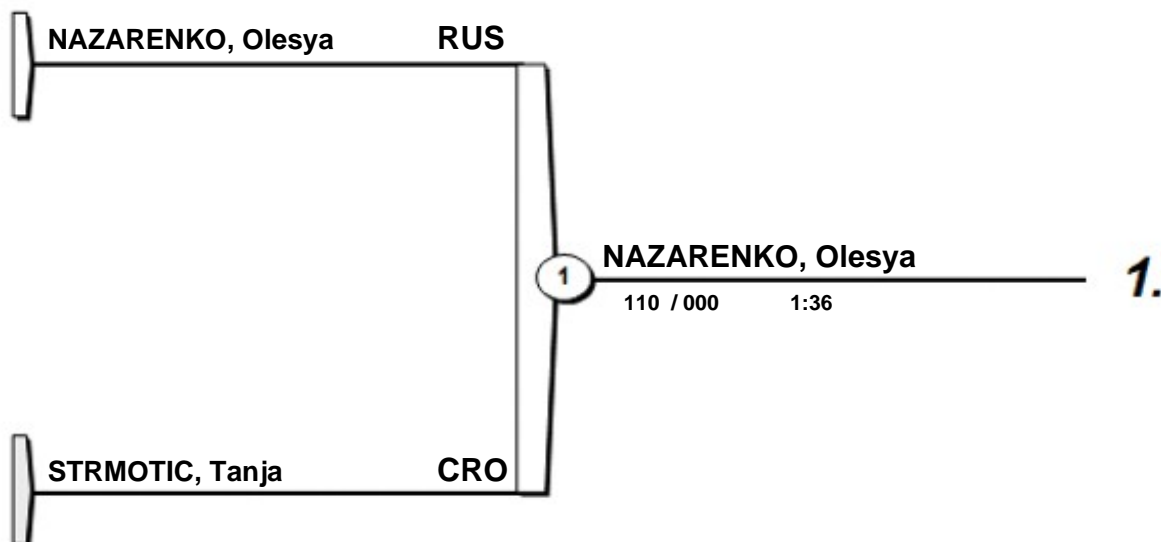 NAZARENKO, Olesya RUS
1 NAZARENKO, Olesya 1.
110 / 000 1:36
STRMOTIC, Tanja CRO